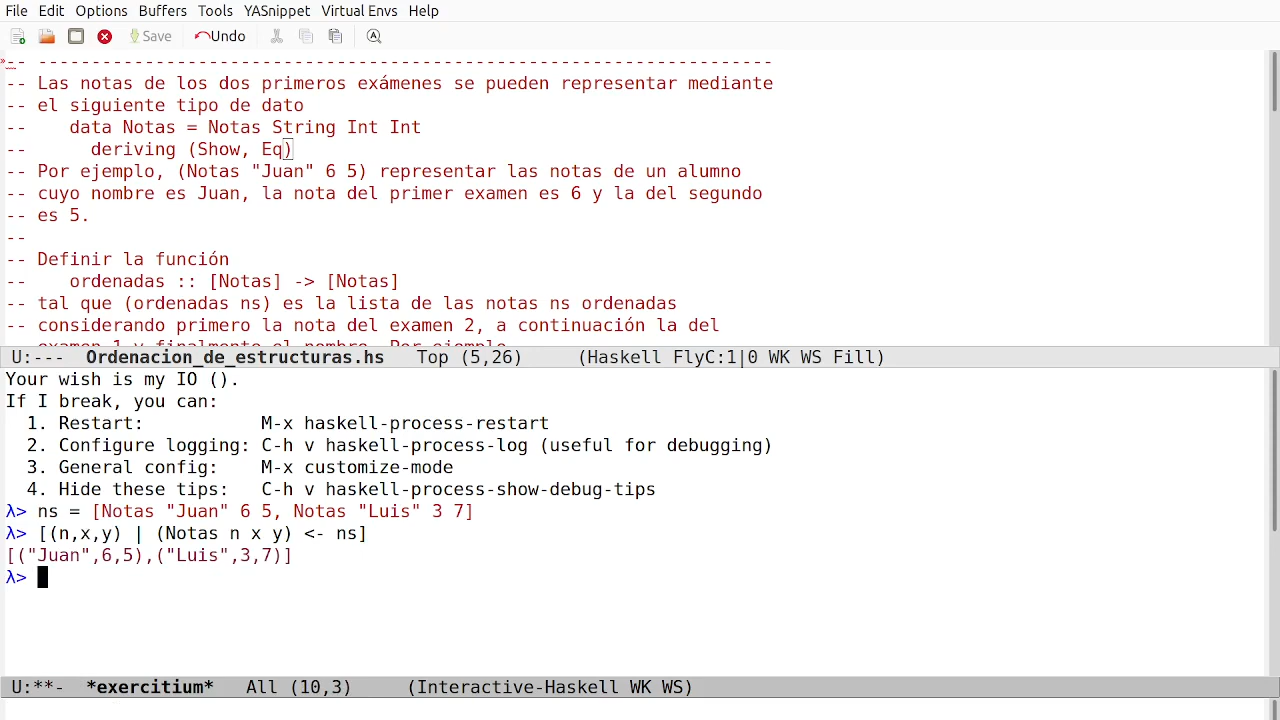 File Edit Options Buffers Tools YASnippet Virtual Envs Help
Save Undo
-- ---------------------------------------------------------------------
-- Las notas de los dos primeros exámenes se pueden representar mediante
-- el siguiente tipo de dato
--    data Notas = Notas String Int Int
--      deriving (Show, Eq)
-- Por ejemplo, (Notas "Juan" 6 5) representar las notas de un alumno
-- cuyo nombre es Juan, la nota del primer examen es 6 y la del segundo
-- es 5.
--
-- Definir la función
--    ordenadas :: [Notas] -> [Notas]
-- tal que (ordenadas ns) es la lista de las notas ns ordenadas
-- considerando primero la nota del examen 2, a continuación la del
-- examen 1 y finalmente el nombre. Por ejemplo,
U:--- Ordenacion_de_estructuras.hs Top (5,26) (Haskell FlyC:1|0 WK WS Fill)
Your wish is my IO ().
If I break, you can:
  1. Restart:           M-x haskell-process-restart
  2. Configure logging: C-h v haskell-process-log (useful for debugging)
  3. General config:    M-x customize-mode
  4. Hide these tips:   C-h v haskell-process-show-debug-tips
λ> ns = [Notas "Juan" 6 5, Notas "Luis" 3 7]
λ> [(n,x,y) | (Notas n x y) <- ns]
[("Juan",6,5),("Luis",3,7)]
λ>
U:**- *exercitium* All (10,3) (Interactive-Haskell WK WS)